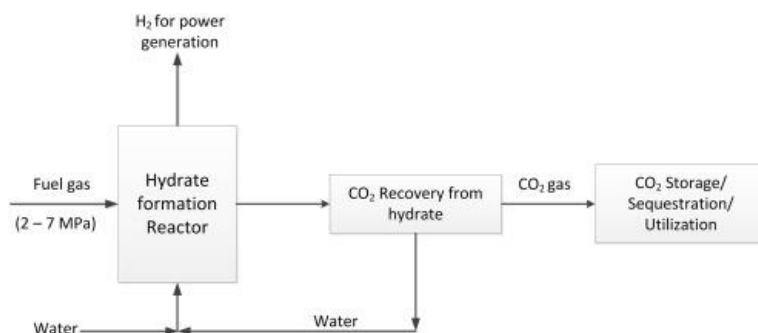 H₂ for power
generation
Fuel gas
(2 – 7 MPa)
Hydrate
formation
Reactor
CO₂ Recovery from
hydrate
CO₂ gas
CO₂ Storage/
Sequestration/
Utilization
Water
Water